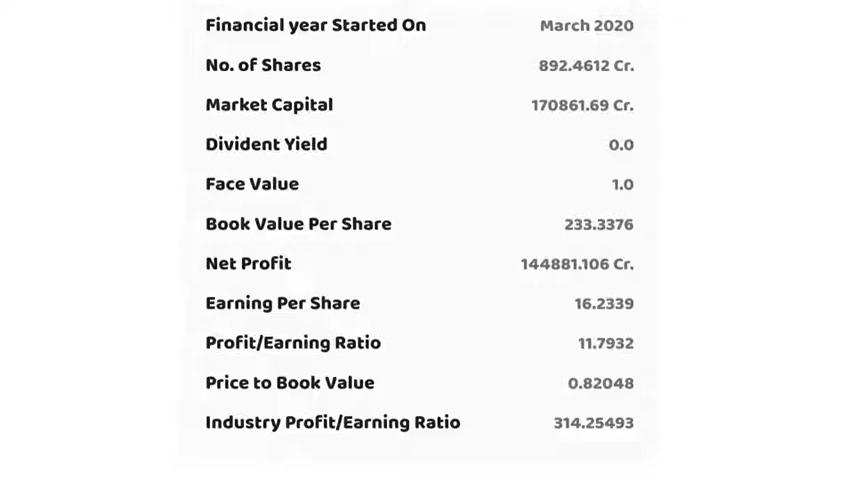 Financial year Started On March 2020
No. of Shares 892.4612 Cr.
Market Capital 170861.69 Cr.
Divident Yield 0.0
Face Value 1.0
Book Value Per Share 233.3376
Net Profit 144881.106 Cr.
Earning Per Share 16.2339
Profit/Earning Ratio 11.7932
Price to Book Value 0.82048
Industry Profit/Earning Ratio 314.25493